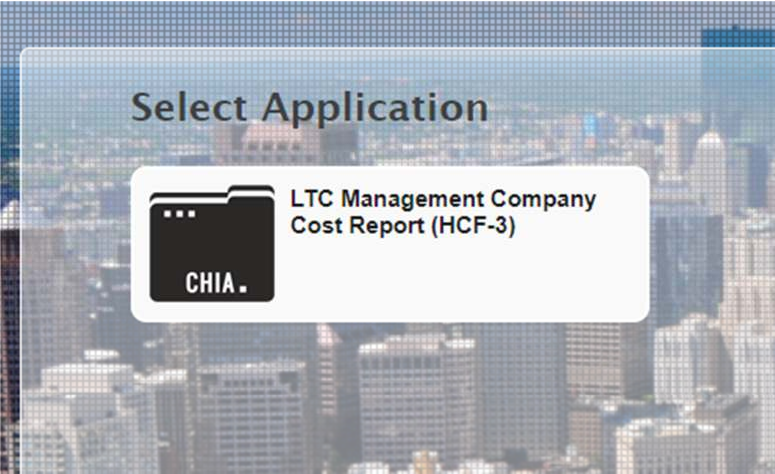 Select Application
LTC Management Company
Cost Report (HCF-3)
CHIA.